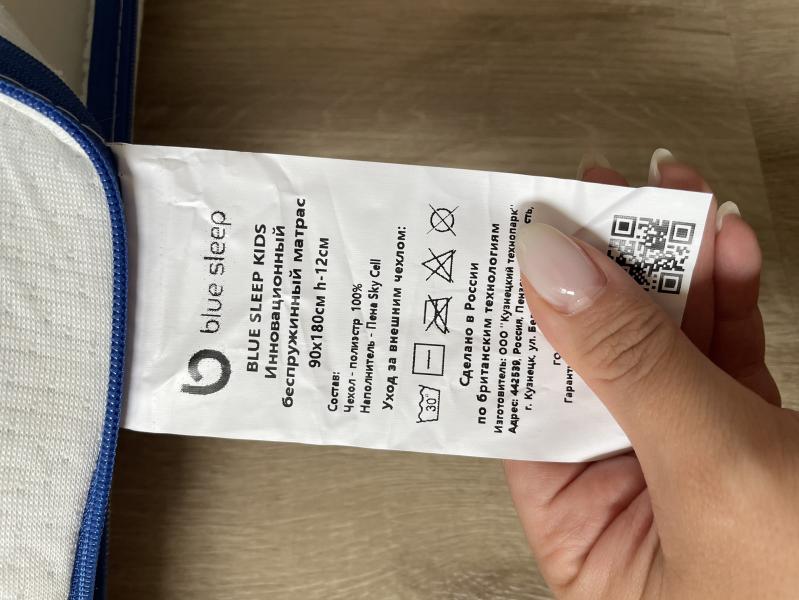 blue sleep
BLUE SLEEP KIDS
Инновационный
беспружинный матрас
90х180см h-12см
Состав:
Чехол - полиэстр 100%
Наполнитель - Пена Sky Cell
Уход за внешним чехлом:
30°
Сделано в России
по британским технологиям
Изготовитель: ООО "Кузнецкий технопарк"
Адрес: 442539, Россия,
г. Кузнецк, ул.